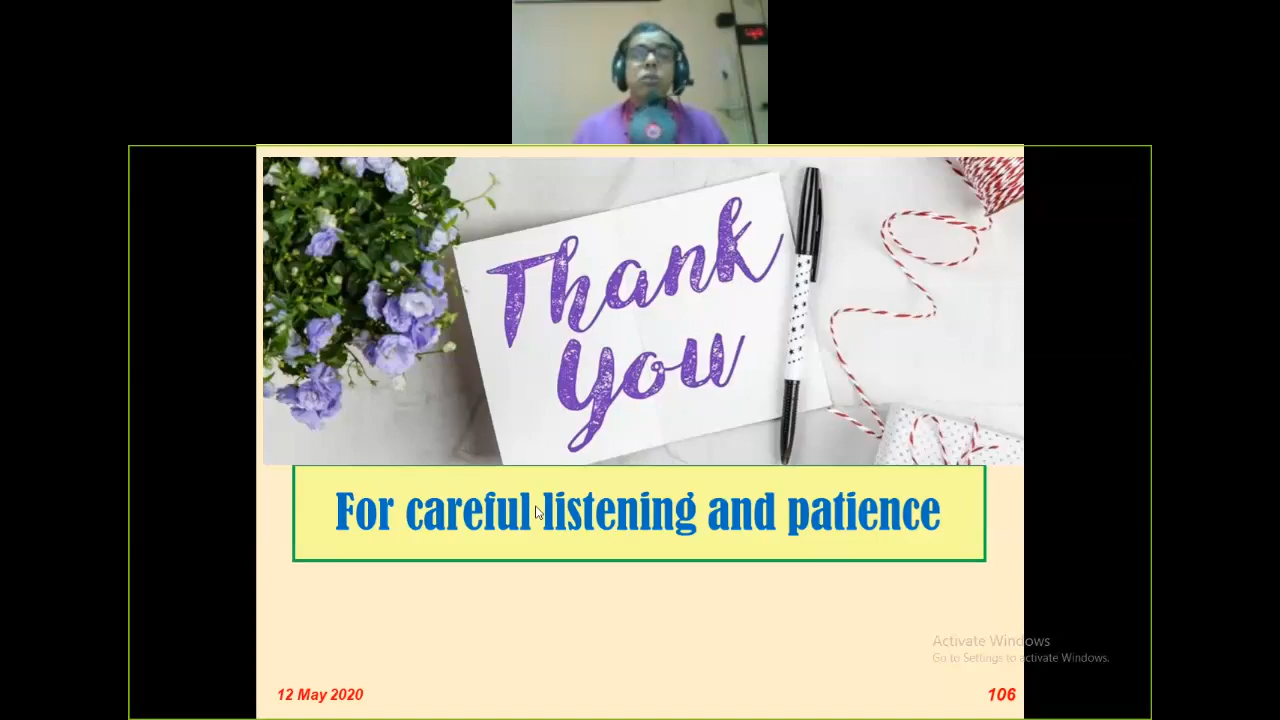 Thank
You
For careful listening and patience
Activate Windows
Go to Settings to activate Windows.
12 May 2020
106